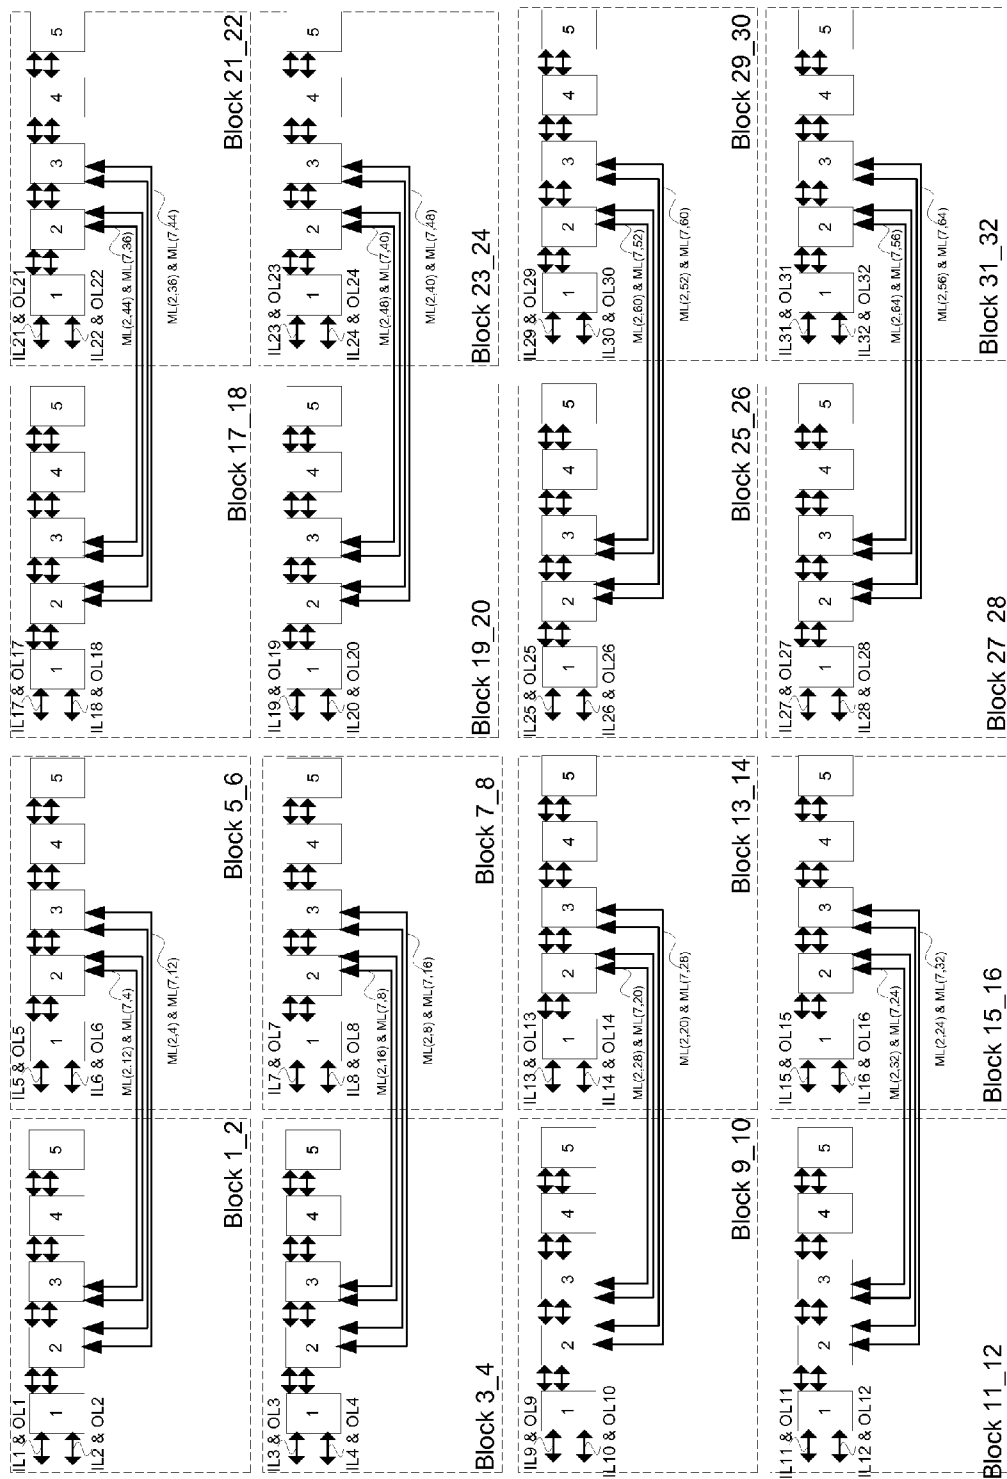 IL1 & OL1
1
2
3
4
5
IL2 & OL2
Block 1_2
IL5 & OL5
1
2
3
4
5
IL6 & OL6
ML(2,12) & ML(7,4)
ML(2,4) & ML(7,12)
Block 5_6
IL17 & OL17
1
2
3
4
5
IL18 & OL18
Block 17_18
IL21 & OL21
1
2
3
4
5
IL22 & OL22
ML(2,44) & ML(7,36)
ML(2,36) & ML(7,44)
Block 21_22
IL3 & OL3
1
2
3
4
5
IL4 & OL4
Block 3_4
IL7 & OL7
1
2
3
4
5
IL8 & OL8
ML(2,16) & ML(7,8)
ML(2,8) & ML(7,16)
Block 7_8
IL19 & OL19
1
2
3
4
5
IL20 & OL20
Block 19_20
IL23 & OL23
1
2
3
4
5
IL24 & OL24
ML(2,48) & ML(7,40)
ML(2,40) & ML(7,48)
Block 23_24
IL9 & OL9
1
2
3
4
5
IL10 & OL10
Block 9_10
IL13 & OL13
1
2
3
4
5
IL14 & OL14
ML(2,28) & ML(7,20)
ML(2,20) & ML(7,28)
Block 13_14
IL25 & OL25
1
2
3
4
5
IL26 & OL26
Block 25_26
IL29 & OL29
1
2
3
4
5
IL30 & OL30
ML(2,60) & ML(7,52)
ML(2,52) & ML(7,60)
Block 29_30
IL11 & OL11
1
2
3
4
5
IL12 & OL12
Block 11_12
IL15 & OL15
1
2
3
4
5
IL16 & OL16
ML(2,32) & ML(7,24)
ML(2,24) & ML(7,32)
Block 15_16
IL27 & OL27
1
2
3
4
5
IL28 & OL28
Block 27_28
IL31 & OL31
1
2
3
4
5
IL32 & OL32
ML(2,64) & ML(7,56)
ML(2,56) & ML(7,64)
Block 31_32